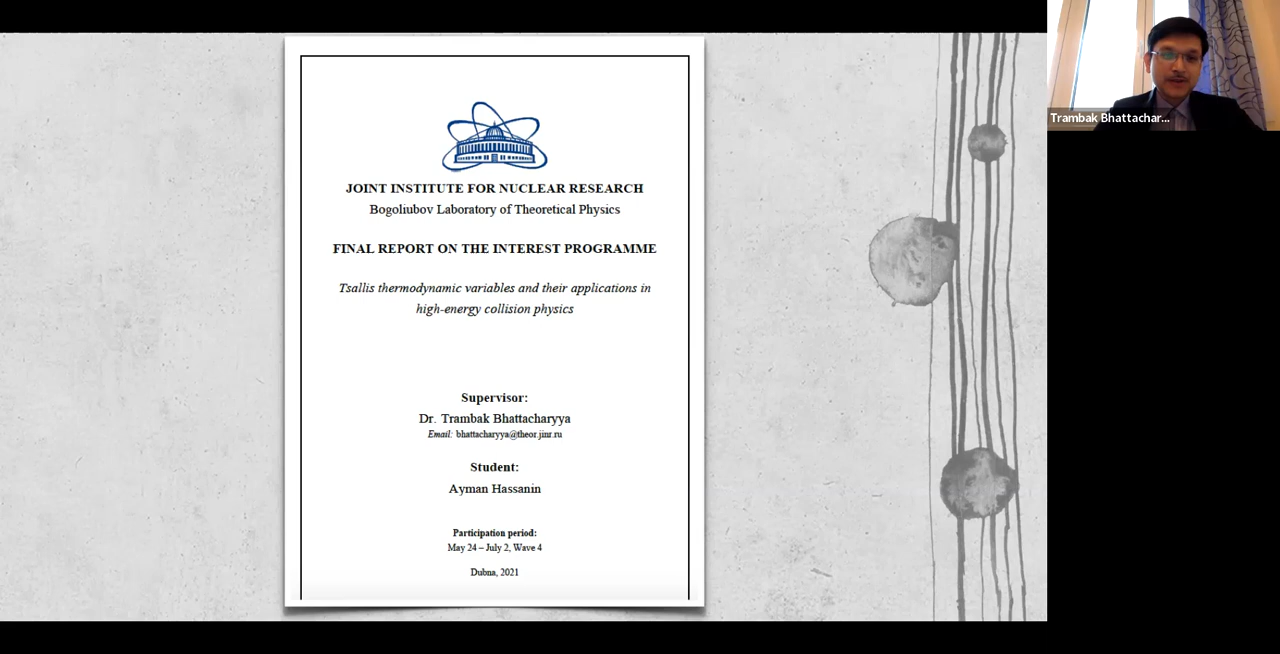 JOINT INSTITUTE FOR NUCLEAR RESEARCH
Bogoliubov Laboratory of Theoretical Physics
FINAL REPORT ON THE INTEREST PROGRAMME
Tsallis thermodynamic variables and their applications in
high-energy collision physics
Supervisor:
Dr. Trambak Bhattacharyya
Email: bhattacharyya@theor.jinr.ru
Student:
Ayman Hassanin
Participation period:
May 24 – July 2, Wave 4
Dubna, 2021
Trambak Bhattachar...